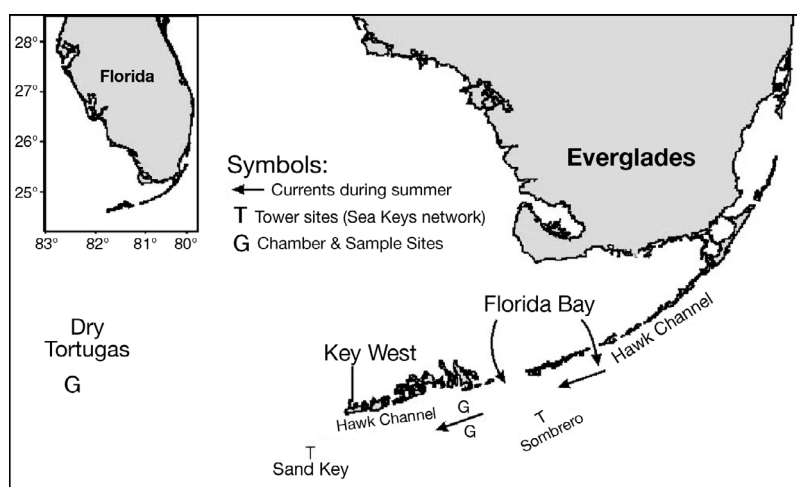 28°
27°
26°
25°
83°
82°
81°
80°
Florida
Symbols:
Currents during summer
T Tower sites (Sea Keys network)
G Chamber & Sample Sites
Everglades
Dry
Tortugas
G
Key West
Florida Bay
Hawk Channel
Hawk Channel
G
G
T
Sombrero
T
Sand Key